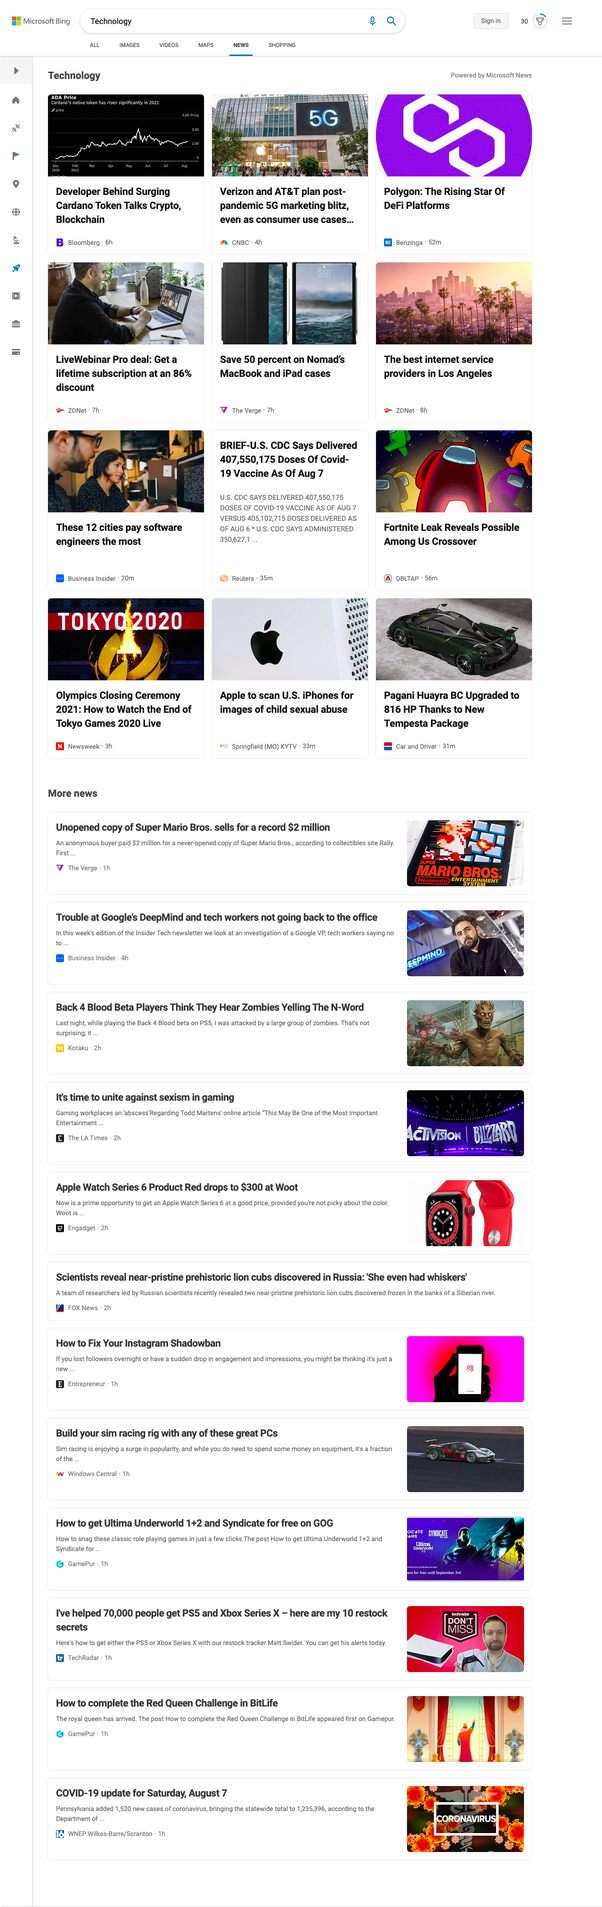 Microsoft Bing
Technology
Sign in
30
ALL IMAGES VIDEOS MAPS NEWS SHOPPING
Technology
Powered by Microsoft News
ADA Price
Cardano's native token has risen significantly in 2021
Developer Behind Surging
Cardano Token Talks Crypto,
Blockchain
Bloomberg · 6h
5G
Verizon and AT&T plan post-
pandemic 5G marketing blitz,
even as consumer use cases...
CNBC · 4h
Polygon: The Rising Star Of
DeFi Platforms
Benzinga · 52m
LiveWebinar Pro deal: Get a
lifetime subscription at an 86%
discount
ZDNet · 7h
Save 50 percent on Nomad's
MacBook and iPad cases
The Verge · 7h
The best internet service
providers in Los Angeles
ZDNet · 8h
These 12 cities pay software
engineers the most
Business Insider · 20m
BRIEF-U.S. CDC Says Delivered
407,550,175 Doses Of Covid-
19 Vaccine As Of Aug 7
U.S. CDC SAYS DELIVERED 407,550,175
DOSES OF COVID-19 VACCINE AS OF AUG 7
VERSUS 405,102,715 DOSES DELIVERED AS
OF AUG 6 * U.S. CDC SAYS ADMINISTERED
350,627,1 ...
Reuters · 35m
Fortnite Leak Reveals Possible
Among Us Crossover
DBLTAP · 56m
TOKYO 2020
Olympics Closing Ceremony
2021: How to Watch the End of
Tokyo Games 2020 Live
Newsweek · 3h
Apple to scan U.S. iPhones for
images of child sexual abuse
Springfield (MO) KYTV · 33m
Pagani Huayra BC Upgraded to
816 HP Thanks to New
Tempesta Package
Car and Driver · 31m
More news
Unopened copy of Super Mario Bros. sells for a record $2 million
An anonymous buyer paid $2 million for a never-opened copy of Super Mario Bros., according to collectibles site Rally.
First ...
The Verge · 1h
SUPER
MARIO BROS.
Nintendo
ENTERTAINMENT
SYSTEM
Trouble at Google's DeepMind and tech workers not going back to the office
In this week's edition of the Insider Tech newsletter we look at an investigation of a Google VP, tech workers saying no
to ...
Business Insider · 4h
EEPMIND
Back 4 Blood Beta Players Think They Hear Zombies Yelling The N-Word
Last night, while playing the Back 4 Blood beta on PS5, I was attacked by a large group of zombies. That's not
surprising; it ...
Kotaku · 2h
It's time to unite against sexism in gaming
Gaming workplaces an 'abscess'Regarding Todd Martens' online article "This May Be One of the Most Important
Entertainment ...
The LA Times · 2h
ACTIVISION BLIZZARD
Apple Watch Series 6 Product Red drops to $300 at Woot
Now is a prime opportunity to get an Apple Watch Series 6 at a good price, provided you're not picky about the color.
Woot is ...
Engadget · 2h
Scientists reveal near-pristine prehistoric lion cubs discovered in Russia: 'She even had whiskers'
A team of researchers led by Russian scientists recently revealed two near-pristine prehistoric lion cubs discovered frozen in the banks of a Siberian river.
FOX News · 2h
How to Fix Your Instagram Shadowban
If you lost followers overnight or have a sudden drop in engagement and impressions, you might be thinking it's just a
new ...
Entrepreneur · 1h
Build your sim racing rig with any of these great PCs
Sim racing is enjoying a surge in popularity, and while you do need to spend some money on equipment, it's a fraction
of the ...
Windows Central · 1h
How to get Ultima Underworld 1+2 and Syndicate for free on GOG
How to snag these classic role playing games in just a few clicks The post How to get Ultima Underworld 1+2 and
Syndicate for ...
GamePur · 1h
I've helped 70,000 people get PS5 and Xbox Series X – here are my 10 restock
secrets
Here's how to get either the PS5 or Xbox Series X with our restock tracker Matt Swider. You can get his alerts today.
TechRadar · 1h
techradar
DON'T
MISS
How to complete the Red Queen Challenge in BitLife
The royal queen has arrived. The post How to complete the Red Queen Challenge in BitLife appeared first on Gamepur.
GamePur · 1h
COVID-19 update for Saturday, August 7
Pennsylvania added 1,520 new cases of coronavirus, bringing the statewide total to 1,235,396, according to the
Department of ...
WNEP Wilkes-Barre/Scranton · 1h
CORONAVIRUS